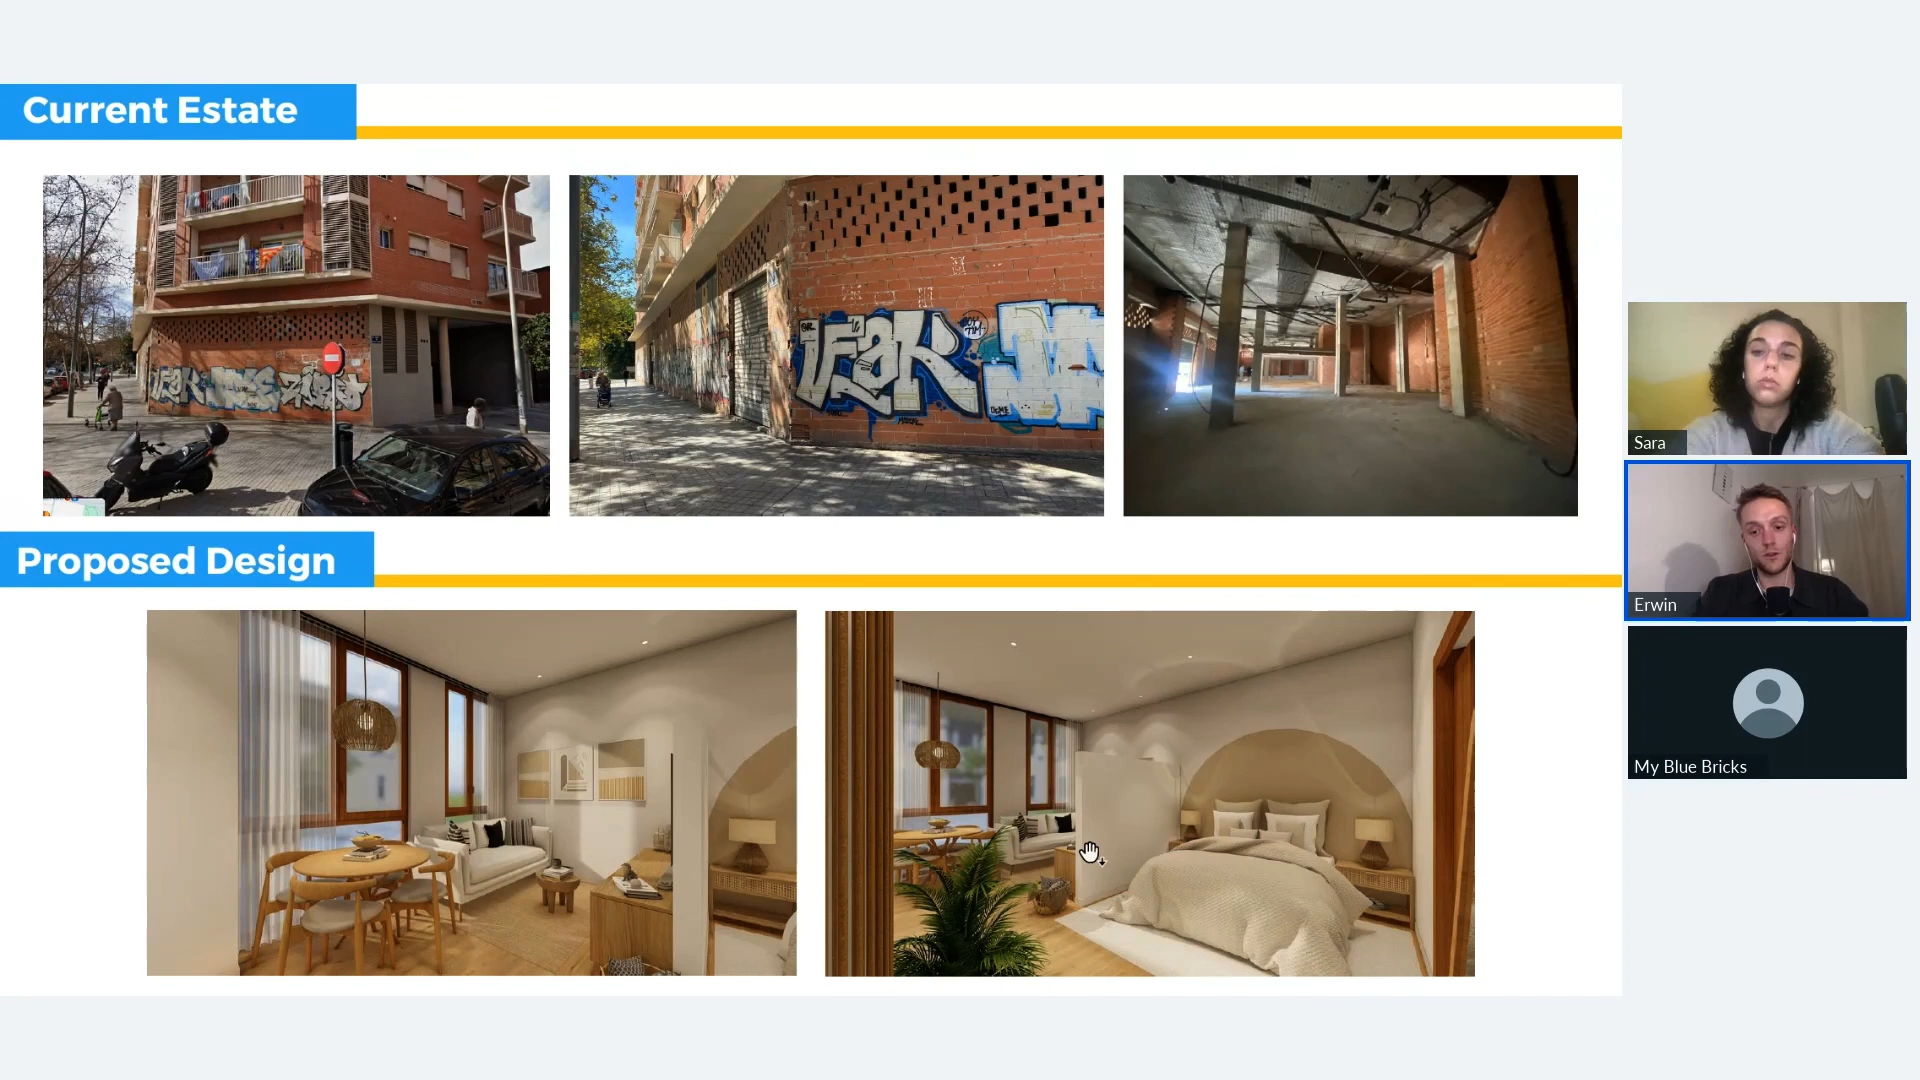 Current Estate
Proposed Design
Sara
Erwin
My Blue Bricks